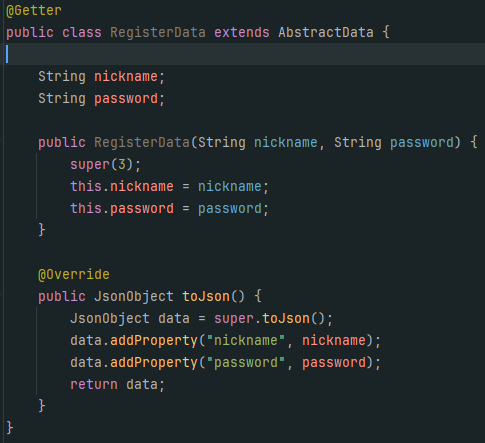 @Getter
public class RegisterData extends AbstractData {

    String nickname;
    String password;

    public RegisterData(String nickname, String password) {
        super(3);
        this.nickname = nickname;
        this.password = password;
    }

    @Override
    public JsonObject toJson() {
        JsonObject data = super.toJson();
        data.addProperty("nickname", nickname);
        data.addProperty("password", password);
        return data;
    }
}